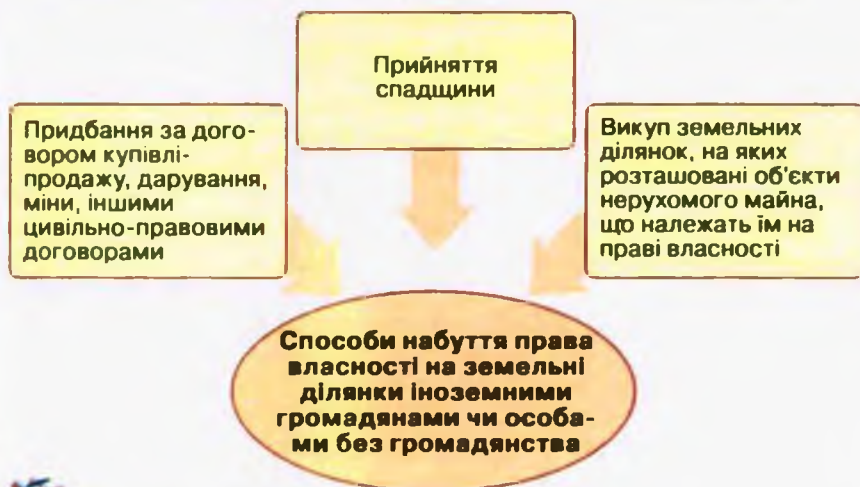 Прийняття
спадщини
Придбання за дого-
вором купівлі-
продажу, дарування,
міни, іншими
цивільно-правовими
договорами
Викуп земельних
ділянок, на яких
розташовані об'єкти
нерухомого майна,
що належать їм на
праві власності
Способи набуття права
власності на земельні
ділянки іноземними
громадянами чи особа-
ми без громадянства